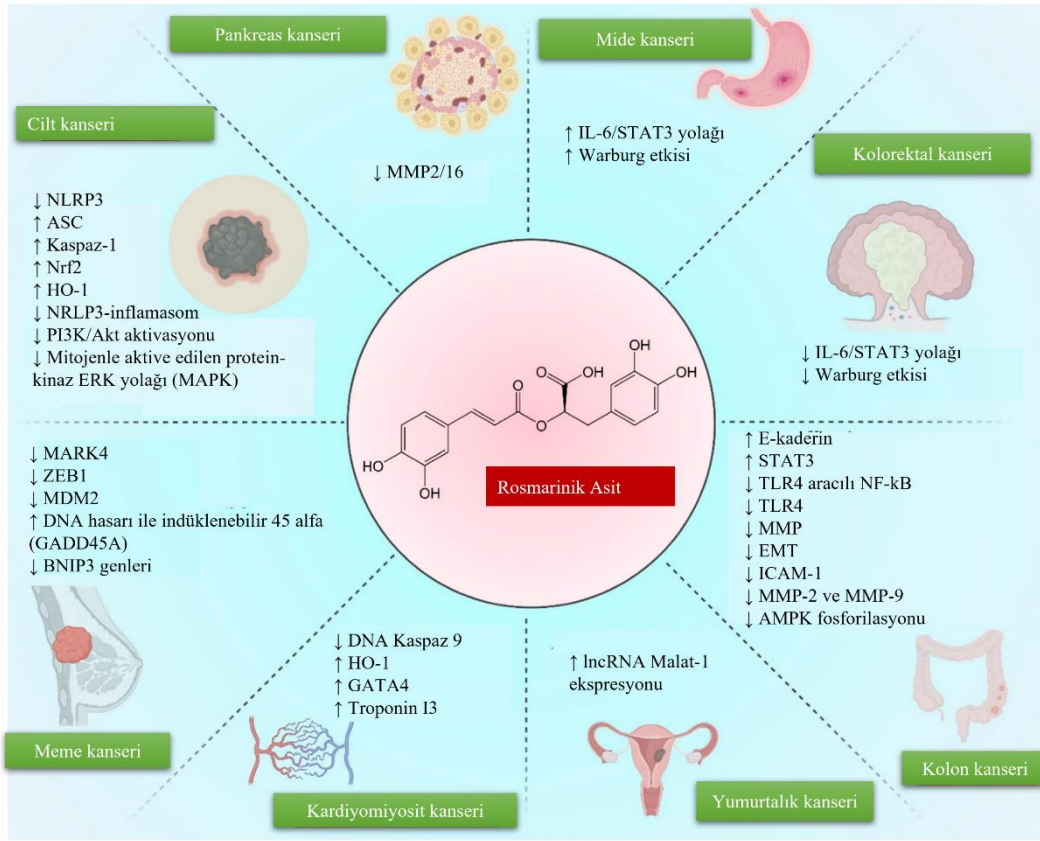 Pankreas kanseri
↓ MMP2/16
Mide kanseri
↑ IL-6/STAT3 yolağı
↑ Warburg etkisi
Cilt kanseri
↓ NLRP3
↑ ASC
↑ Kaspaz-1
↑ Nrf2
↑ HO-1
↓ NRLP3-inflamasom
↓ PI3K/Akt aktivasyonu
↓ Mitojenle aktive edilen protein-
kinaz ERK yolağı (MAPK)
Kolorektal kanseri
↓ IL-6/STAT3 yolağı
↓ Warburg etkisi
O
OH
OH
OH
O
O
HO
OH
Rosmarinik Asit
↓ MARK4
↓ ZEB1
↓ MDM2
↑ DNA hasarı ile indüklenebilir 45 alfa
(GADD45A)
↓ BNIP3 genleri
Meme kanseri
↑ E-kaderin
↑ STAT3
↓ TLR4 aracılı NF-kB
↓ TLR4
↓ MMP
↓ EMT
↓ ICAM-1
↓ MMP-2 ve MMP-9
↓ AMPK fosforilasyonu
Kolon kanseri
↓ DNA Kaspaz 9
↑ HO-1
↑ GATA4
↑ Troponin I3
Kardiyomiyosit kanseri
↑ lncRNA Malat-1
ekspresyonu
Yumurtalık kanseri